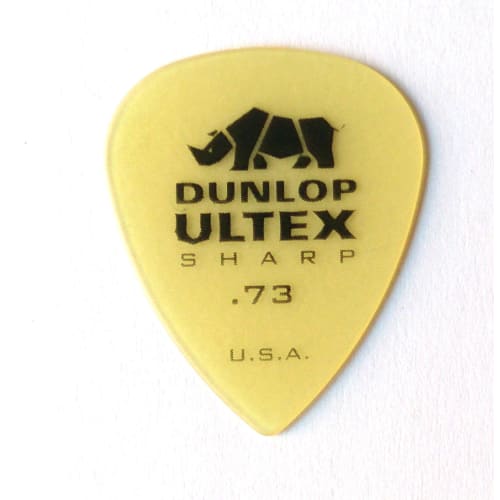 DUNLOP
ULTEX
SHARP
.73
U.S.A.